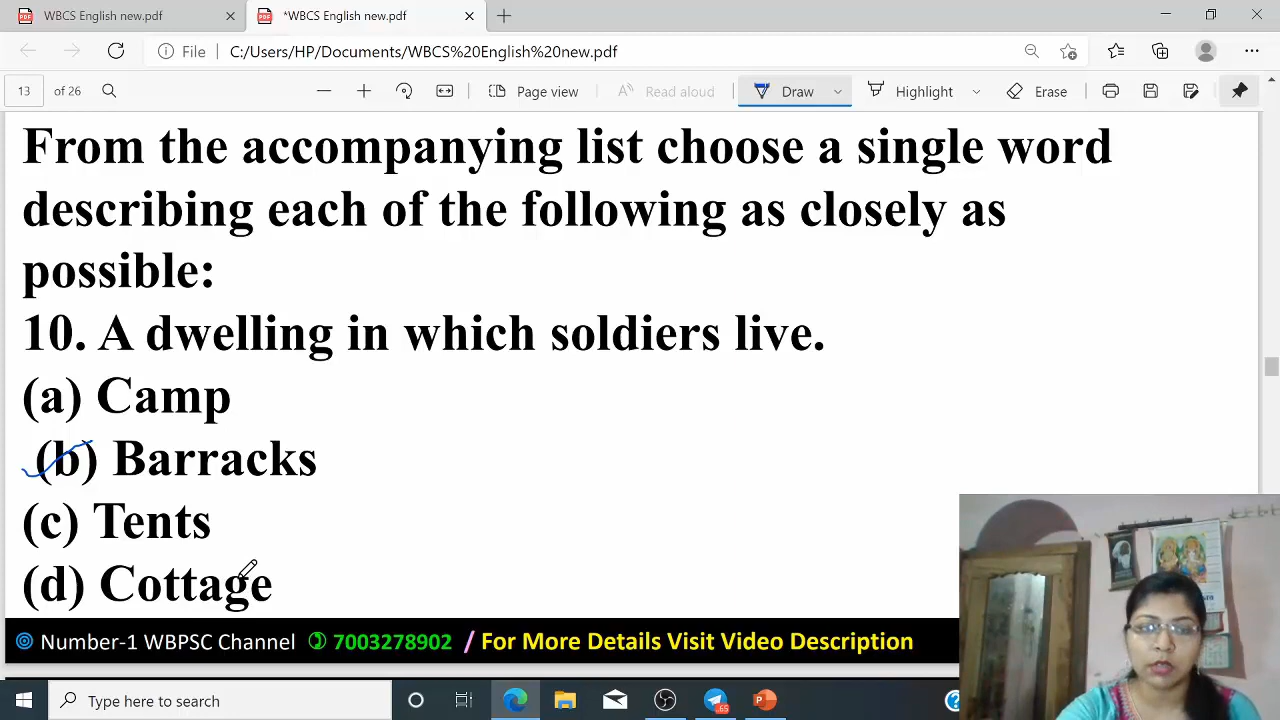 WBCS English new.pdf
*WBCS English new.pdf
File
C:/Users/HP/Documents/WBCS%20English%20new.pdf
13 of 26
Page view
Read aloud
Draw
Highlight
Erase
From the accompanying list choose a single word
describing each of the following as closely as
possible:
10. A dwelling in which soldiers live.
(a) Camp
(b) Barracks
(c) Tents
(d) Cottage
Number-1 WBPSC Channel 7003278902 / For More Details Visit Video Description
Type here to search